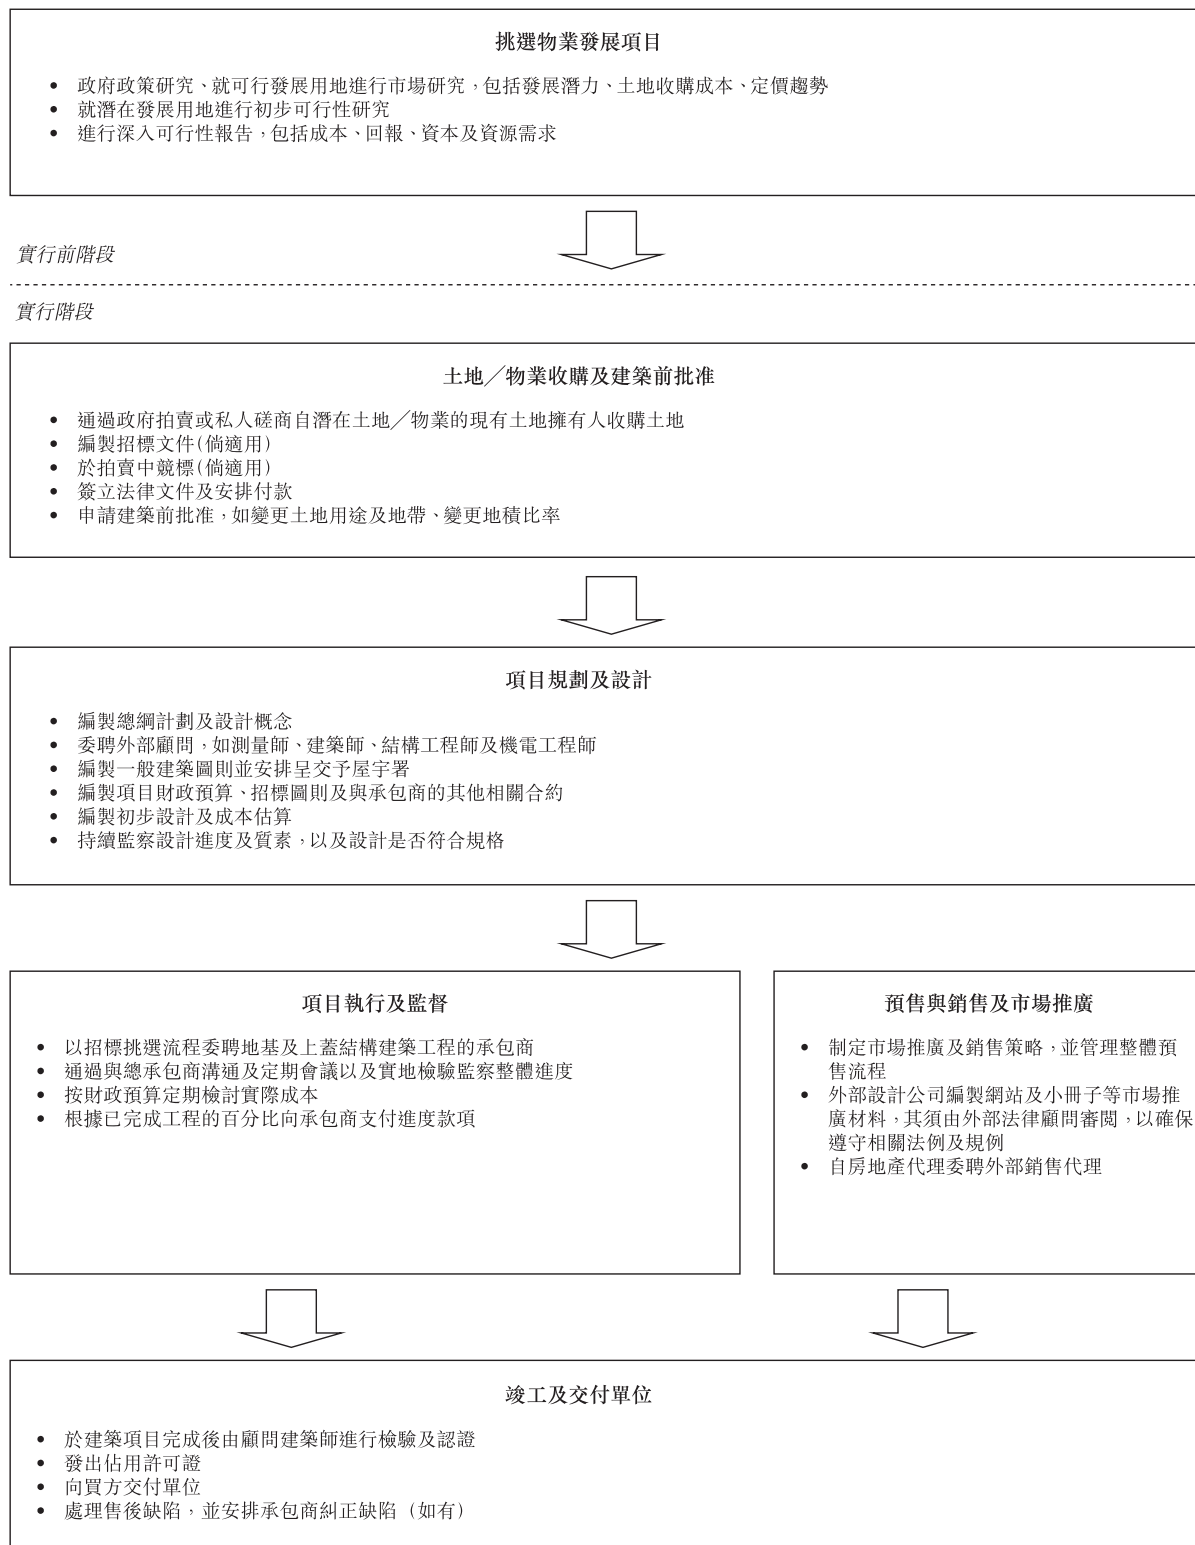 挑選物業發展項目
• 政府政策研究、就可行發展用地進行市場研究，包括發展潛力、土地收購成本、定價趨勢
• 就潛在發展用地進行初步可行性研究
• 進行深入可行性報告，包括成本、回報、資本及資源需求
實行前階段
實行階段
土地／物業收購及建築前批准
• 通過政府拍賣或私人磋商自潛在土地／物業的現有土地擁有人收購土地
• 編製招標文件(倘適用)
• 於拍賣中競標(倘適用)
• 簽立法律文件及安排付款
• 申請建築前批准，如變更土地用途及地帶、變更地積比率
項目規劃及設計
• 編製總綱計劃及設計概念
• 委聘外部顧問，如測量師、建築師、結構工程師及機電工程師
• 編製一般建築圖則並安排呈交予屋宇署
• 編製項目財政預算、招標圖則及與承包商的其他相關合約
• 編製初步設計及成本估算
• 持續監察設計進度及質素，以及設計是否符合規格
項目執行及監督
• 以招標挑選流程委聘地基及上蓋結構建築工程的承包商
• 通過與總承包商溝通及定期會議以及實地檢驗監察整體進度
• 按財政預算定期檢討實際成本
• 根據已完成工程的百分比向承包商支付進度款項
預售與銷售及市場推廣
• 制定市場推廣及銷售策略，並管理整體預
售流程
• 外部設計公司編製網站及小冊子等市場推
廣材料，其須由外部法律顧問審閱，以確保
遵守相關法例及規例
• 自房地產代理委聘外部銷售代理
竣工及交付單位
• 於建築項目完成後由顧問建築師進行檢驗及認證
• 發出佔用許可證
• 向買方交付單位
• 處理售後缺陷，並安排承包商糾正缺陷（如有）